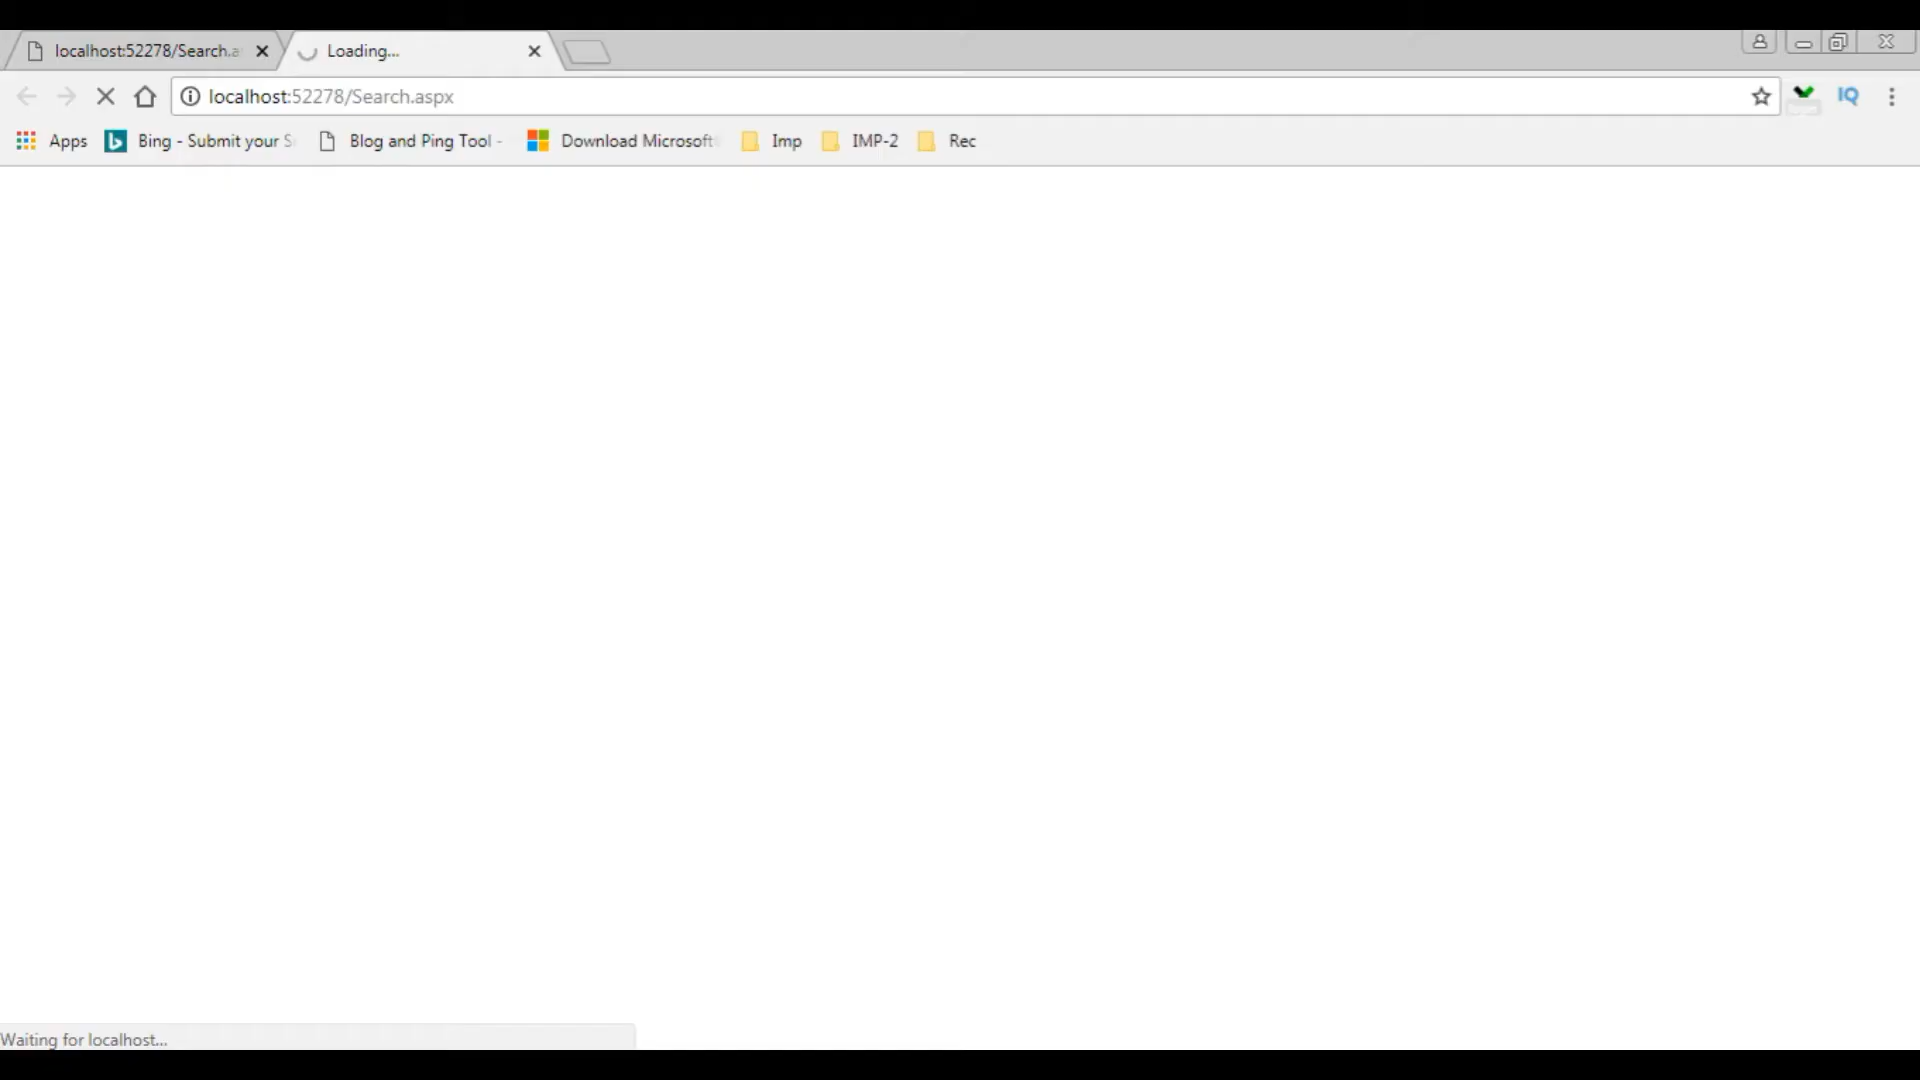 localhost:52278/Search.a
Loading...
localhost:52278/Search.aspx
IQ
Apps
Bing - Submit your S
Blog and Ping Tool -
Download Microsoft
Imp
IMP-2
Rec
Waiting for localhost...